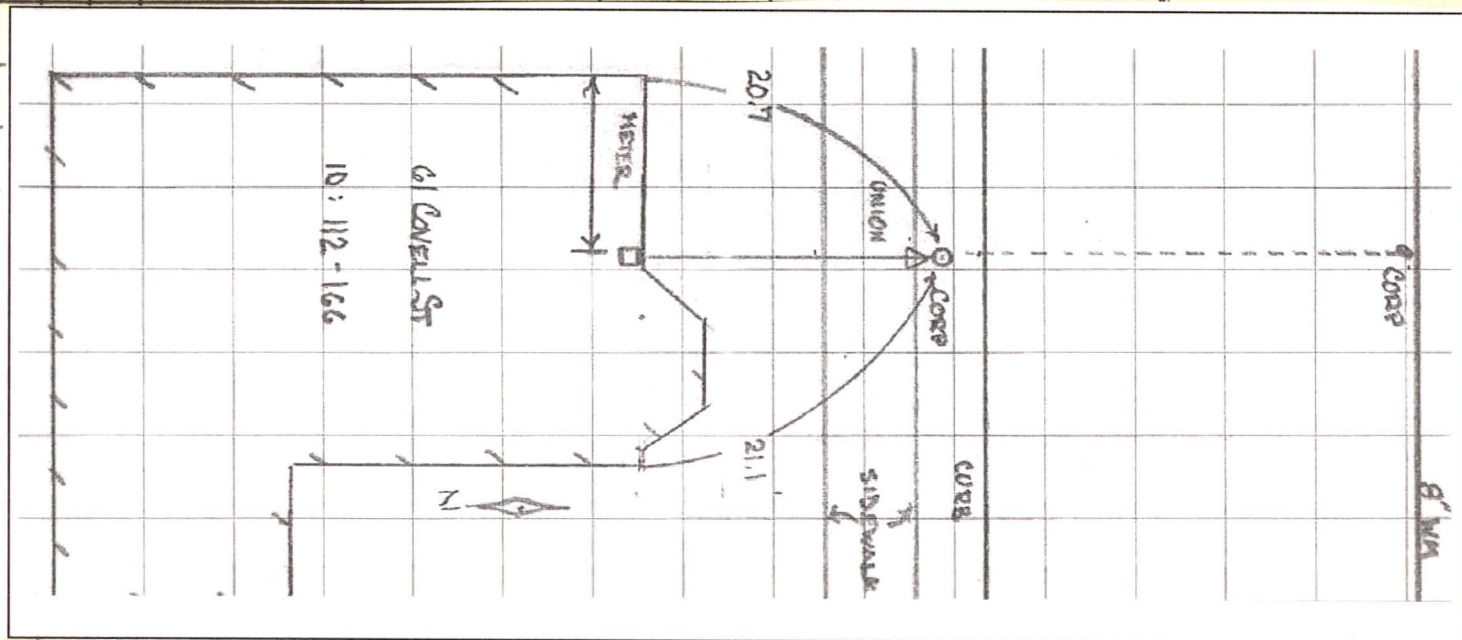 8" WM
CORP
CURB
CORP
SIDEWALK
UNION
20.7
21.1
METER
N
61 COVELL ST
ID: 112-166